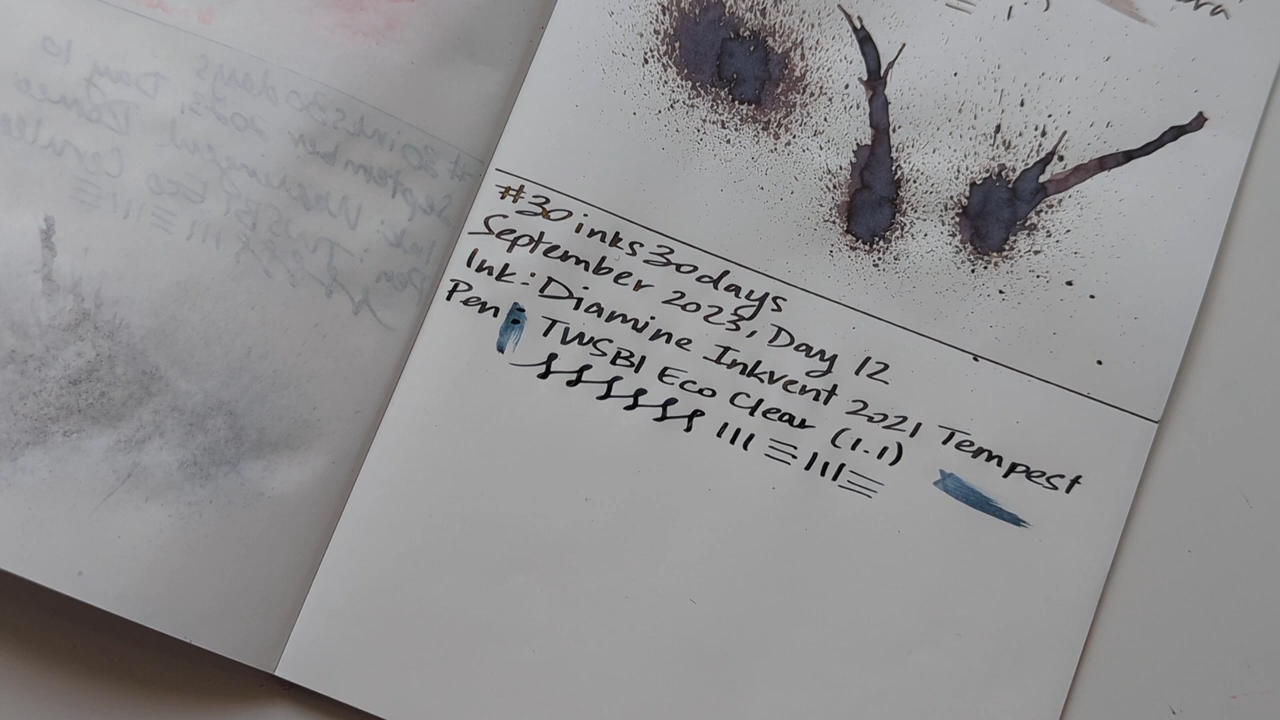 #30inks30days
September 2023, Day 12
Ink: Diamine Inkvent 2021 Tempest
Pen: TWSBI Eco Clear (1.1)